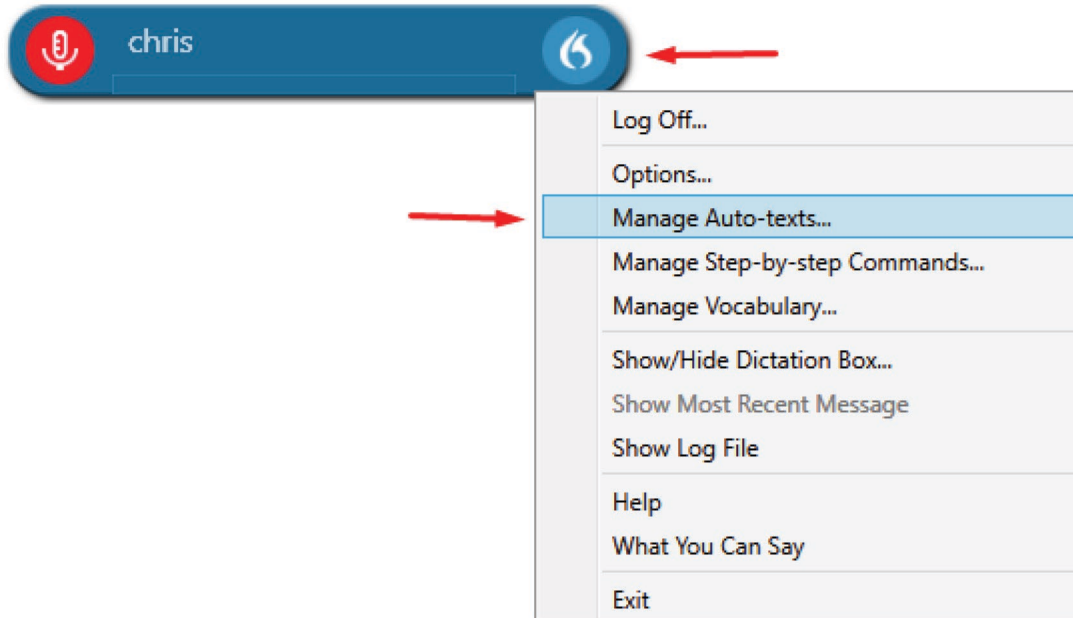 chris
Log Off...
Options...
Manage Auto-texts...
Manage Step-by-step Commands...
Manage Vocabulary...
Show/Hide Dictation Box...
Show Most Recent Message
Show Log File
Help
What You Can Say
Exit